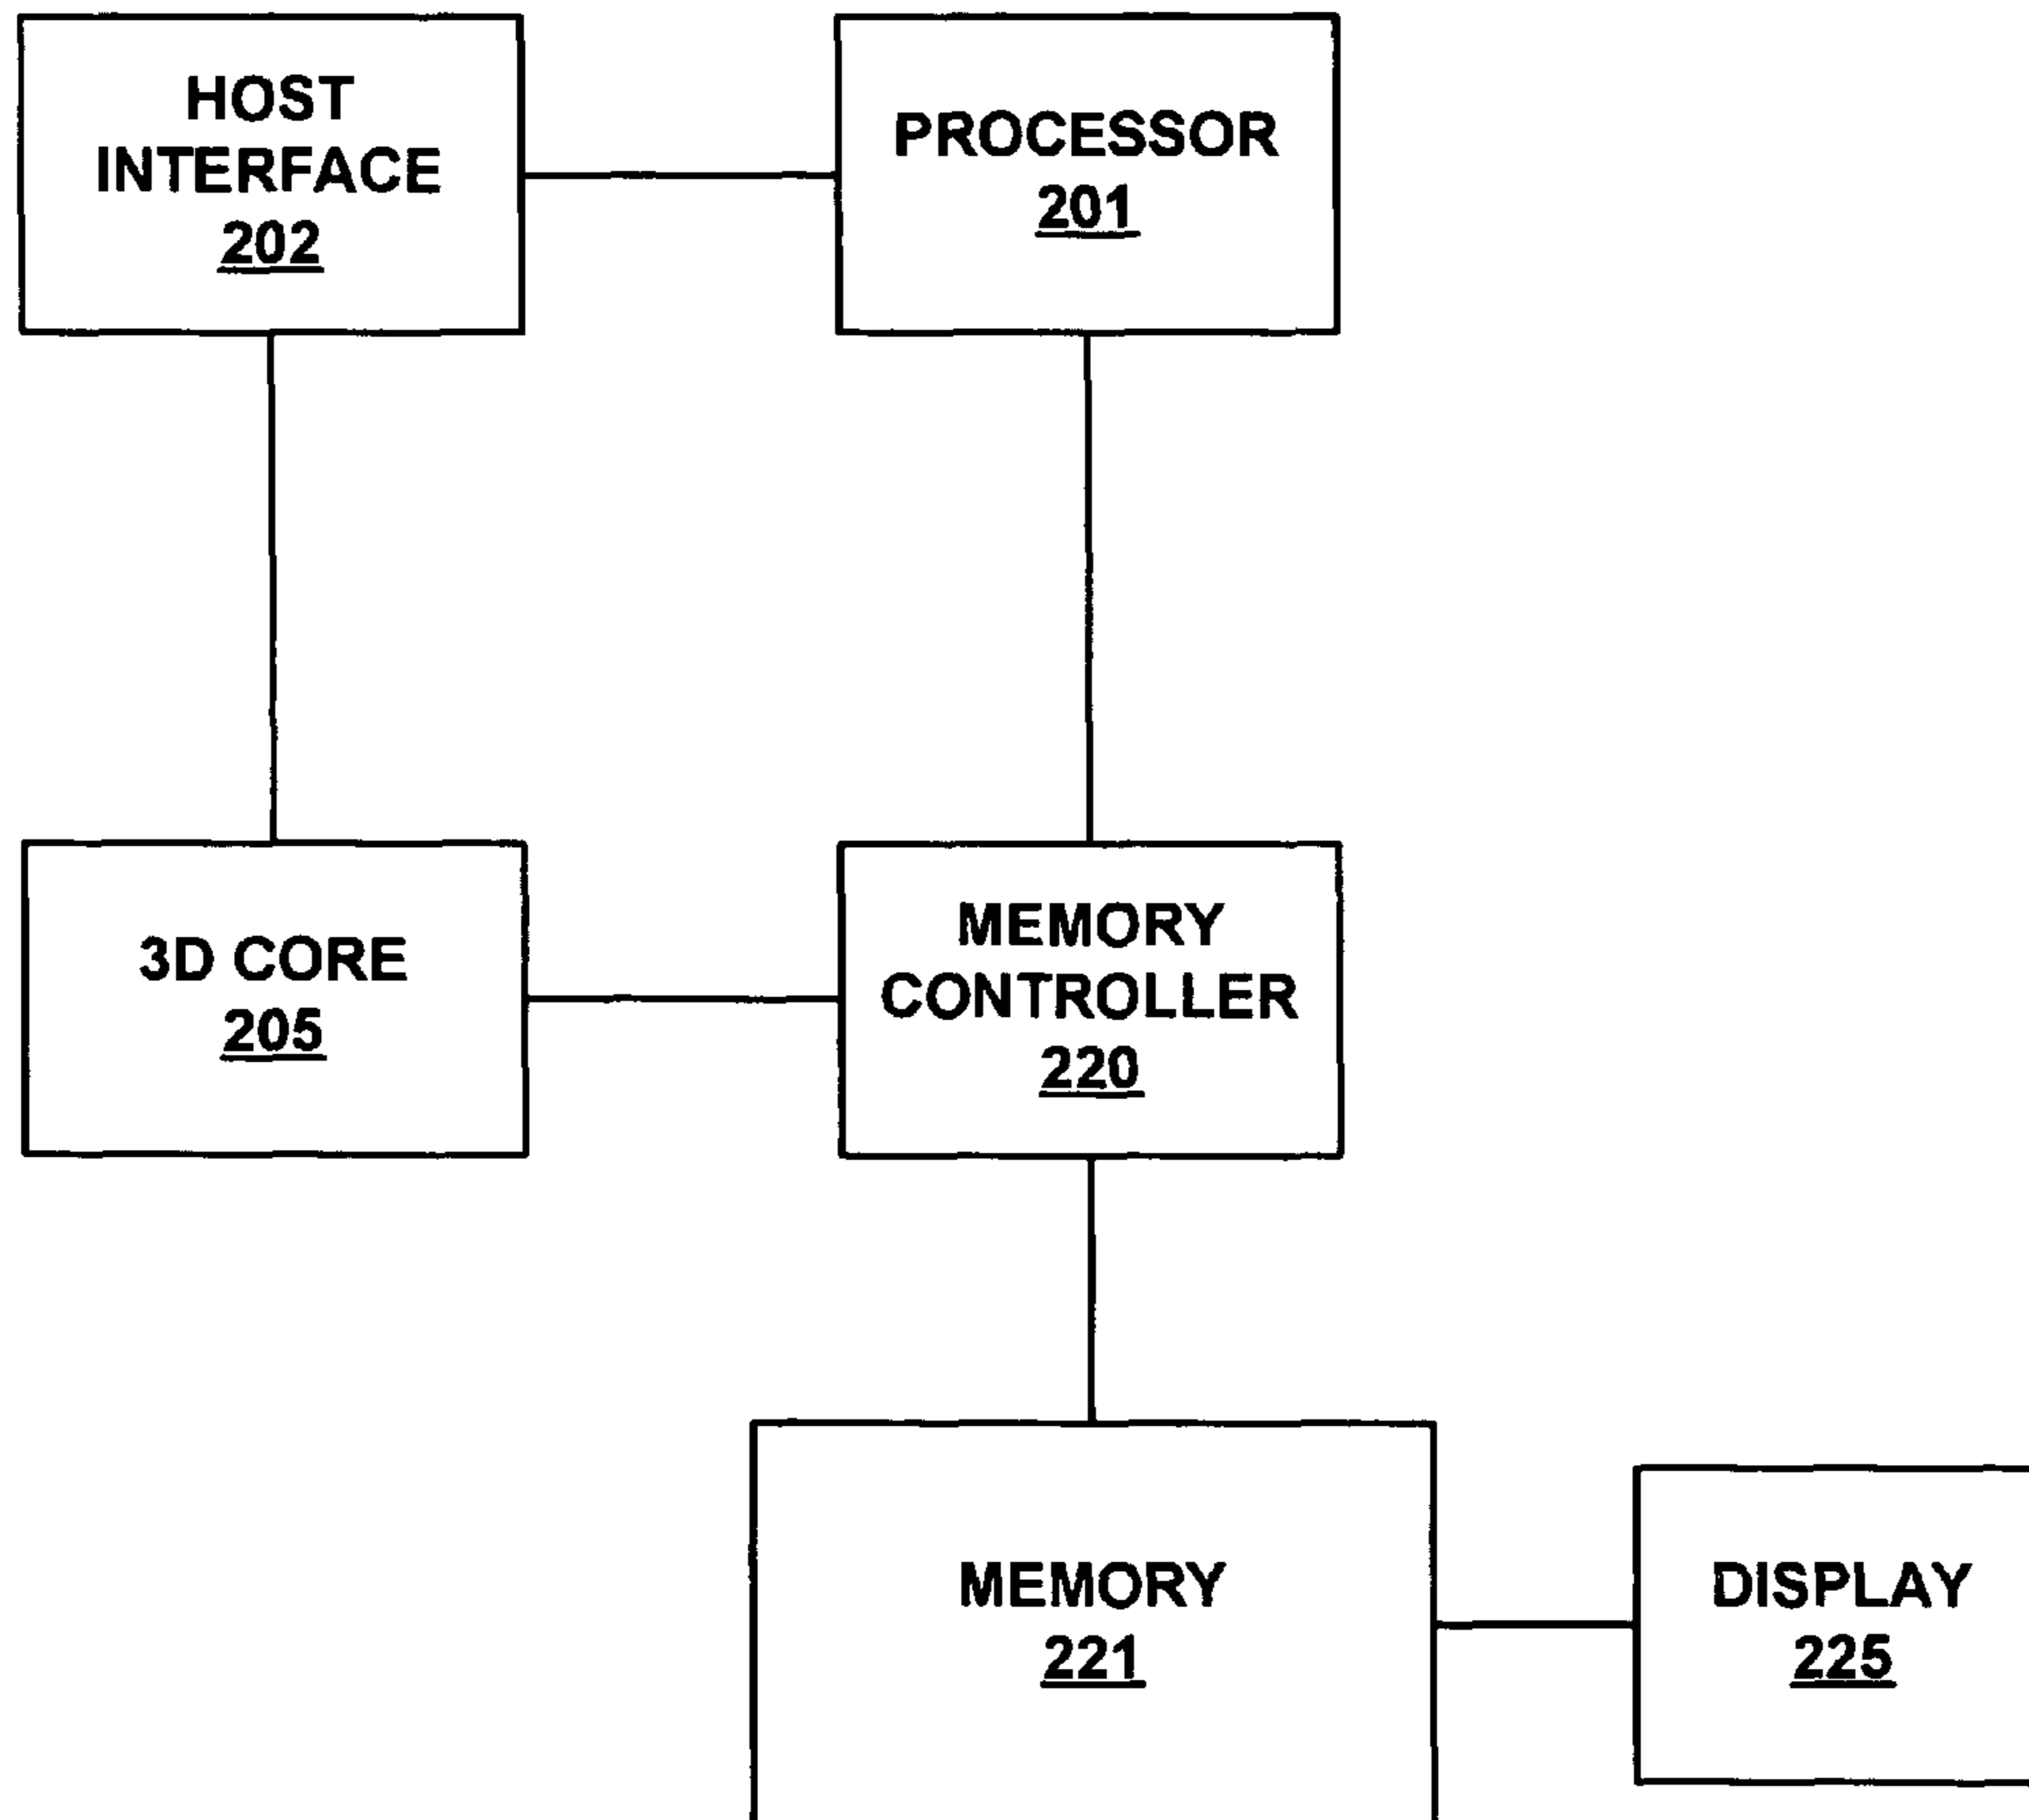 HOST
INTERFACE
202
PROCESSOR
201
3D CORE
205
MEMORY
CONTROLLER
220
MEMORY
221
DISPLAY
225